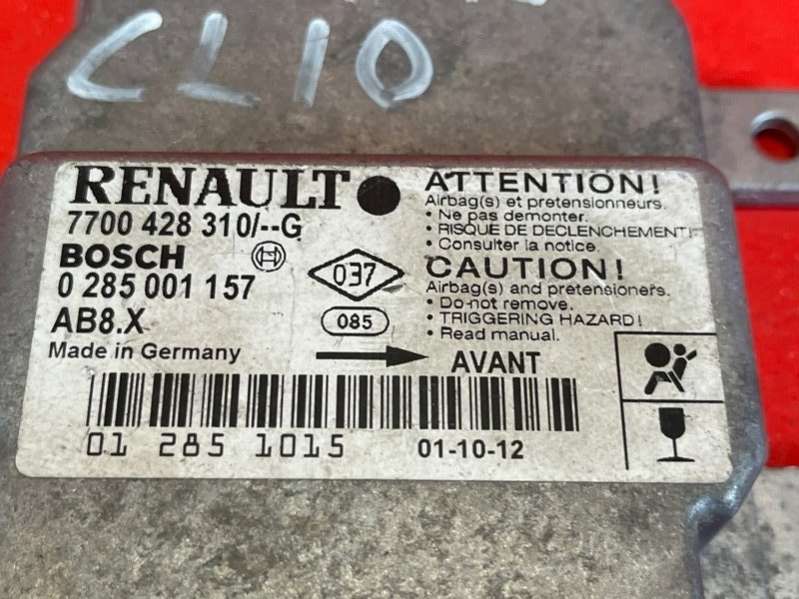 CLIO
RENAULT
7700 428 310/--G
BOSCH
0 285 001 157
AB8.X
Made in Germany
037
085
ATTENTION!
Airbag(s) et pretensionneurs.
• Ne pas demonter.
• RISQUE DE DECLENCHEMENT!
• Consulter la notice.
CAUTION!
Airbag(s) and pretensioners.
• Do not remove.
• TRIGGERING HAZARD!
• Read manual.
AVANT
01 285 1015
01-10-12